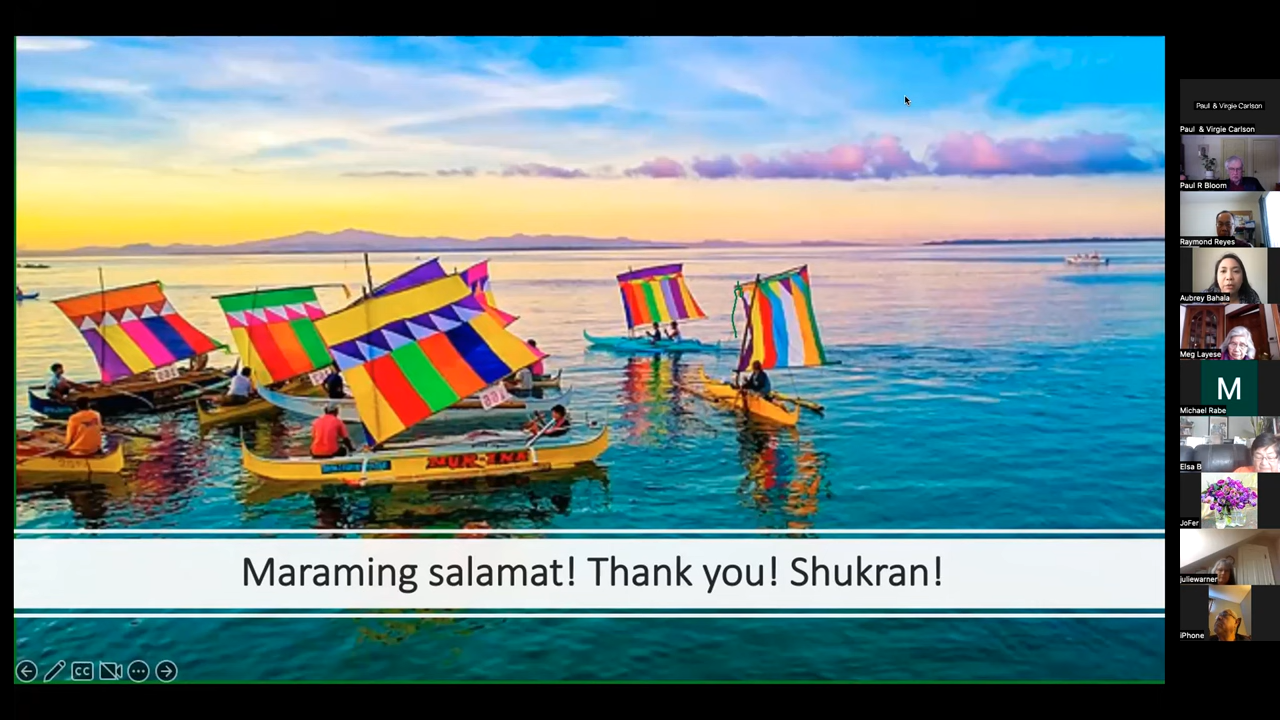 Maraming salamat! Thank you! Shukran!
CC
Paul & Virgie Carlson
Paul & Virgie Carlson
Paul R Bloom
Raymond Reyes
Aubrey Bahala
Meg Layese
M
Michael Rabe
Elsa B
JoFer
juliewarner
iPhone